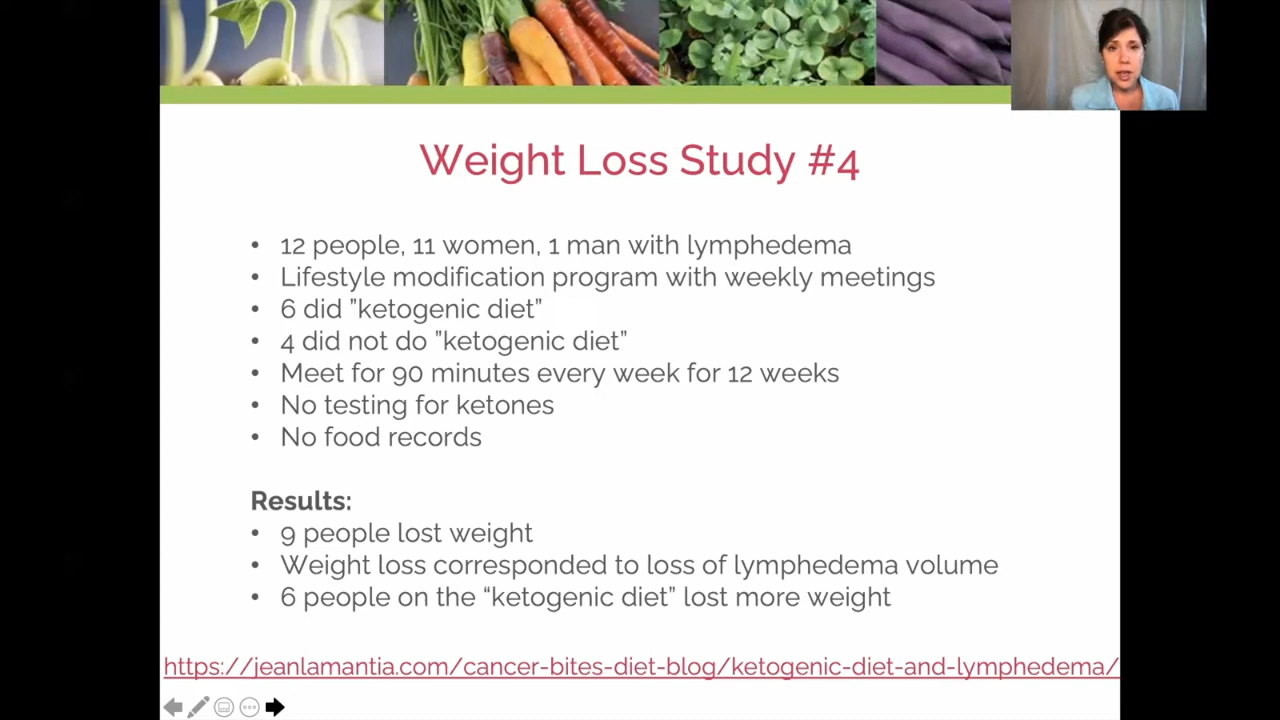 Weight Loss Study #4
• 12 people, 11 women, 1 man with lymphedema
• Lifestyle modification program with weekly meetings
• 6 did ”ketogenic diet”
• 4 did not do ”ketogenic diet”
• Meet for 90 minutes every week for 12 weeks
• No testing for ketones
• No food records
Results:
• 9 people lost weight
• Weight loss corresponded to loss of lymphedema volume
• 6 people on the “ketogenic diet” lost more weight
https://jeanlamantia.com/cancer-bites-diet-blog/ketogenic-diet-and-lymphedema/